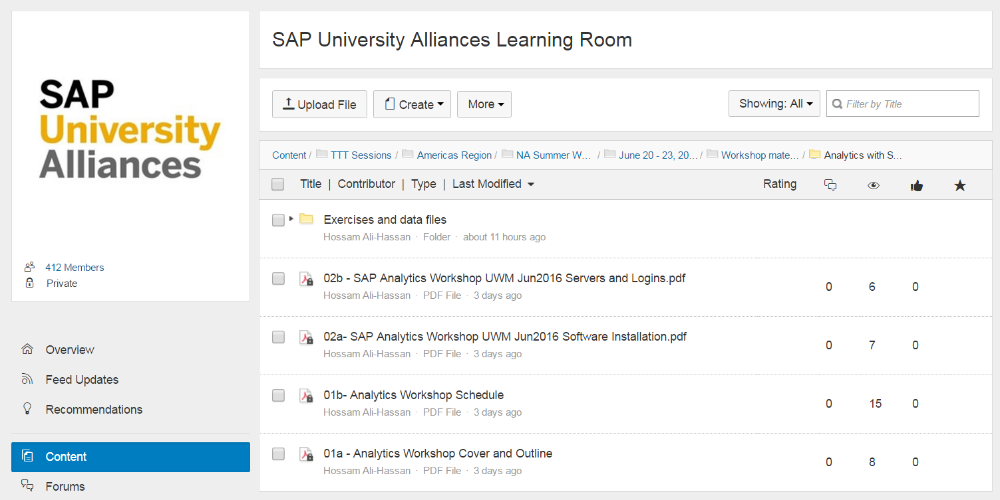 SAP
University
Alliances
412 Members
Private
Overview
Feed Updates
Recommendations
Content
Forums
SAP University Alliances Learning Room
Upload File Create More Showing: All Filter by Title
Content / TTT Sessions / Americas Region / NA Summer W... / June 20 - 23, 20... / Workshop mate... / Analytics with S...
Title | Contributor | Type | Last Modified Rating
Exercises and data files
Hossam Ali-Hassan · Folder · about 11 hours ago
02b - SAP Analytics Workshop UWM Jun2016 Servers and Logins.pdf
Hossam Ali-Hassan · PDF File · 3 days ago
0 6 0
02a- SAP Analytics Workshop UWM Jun2016 Software Installation.pdf
Hossam Ali-Hassan · PDF File · 3 days ago
0 7 0
01b- Analytics Workshop Schedule
Hossam Ali-Hassan · PDF File · 3 days ago
0 15 0
01a - Analytics Workshop Cover and Outline
Hossam Ali-Hassan · PDF File · 3 days ago
0 8 0